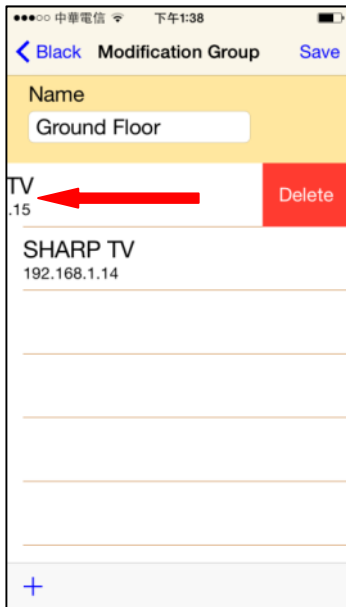 中華電信 下午1:38
Black Modification Group Save
Name
Ground Floor
TV
.15
Delete
SHARP TV
192.168.1.14
+